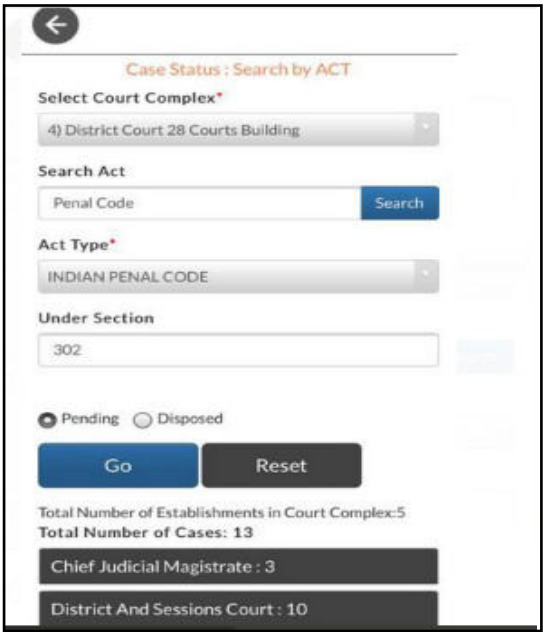 Case Status : Search by ACT
Select Court Complex*
4) District Court 28 Courts Building
Search Act
Penal Code
Search
Act Type*
INDIAN PENAL CODE
Under Section
302
Pending
Disposed
Go
Reset
Total Number of Establishments in Court Complex:5
Total Number of Cases: 13
Chief Judicial Magistrate : 3
District And Sessions Court : 10